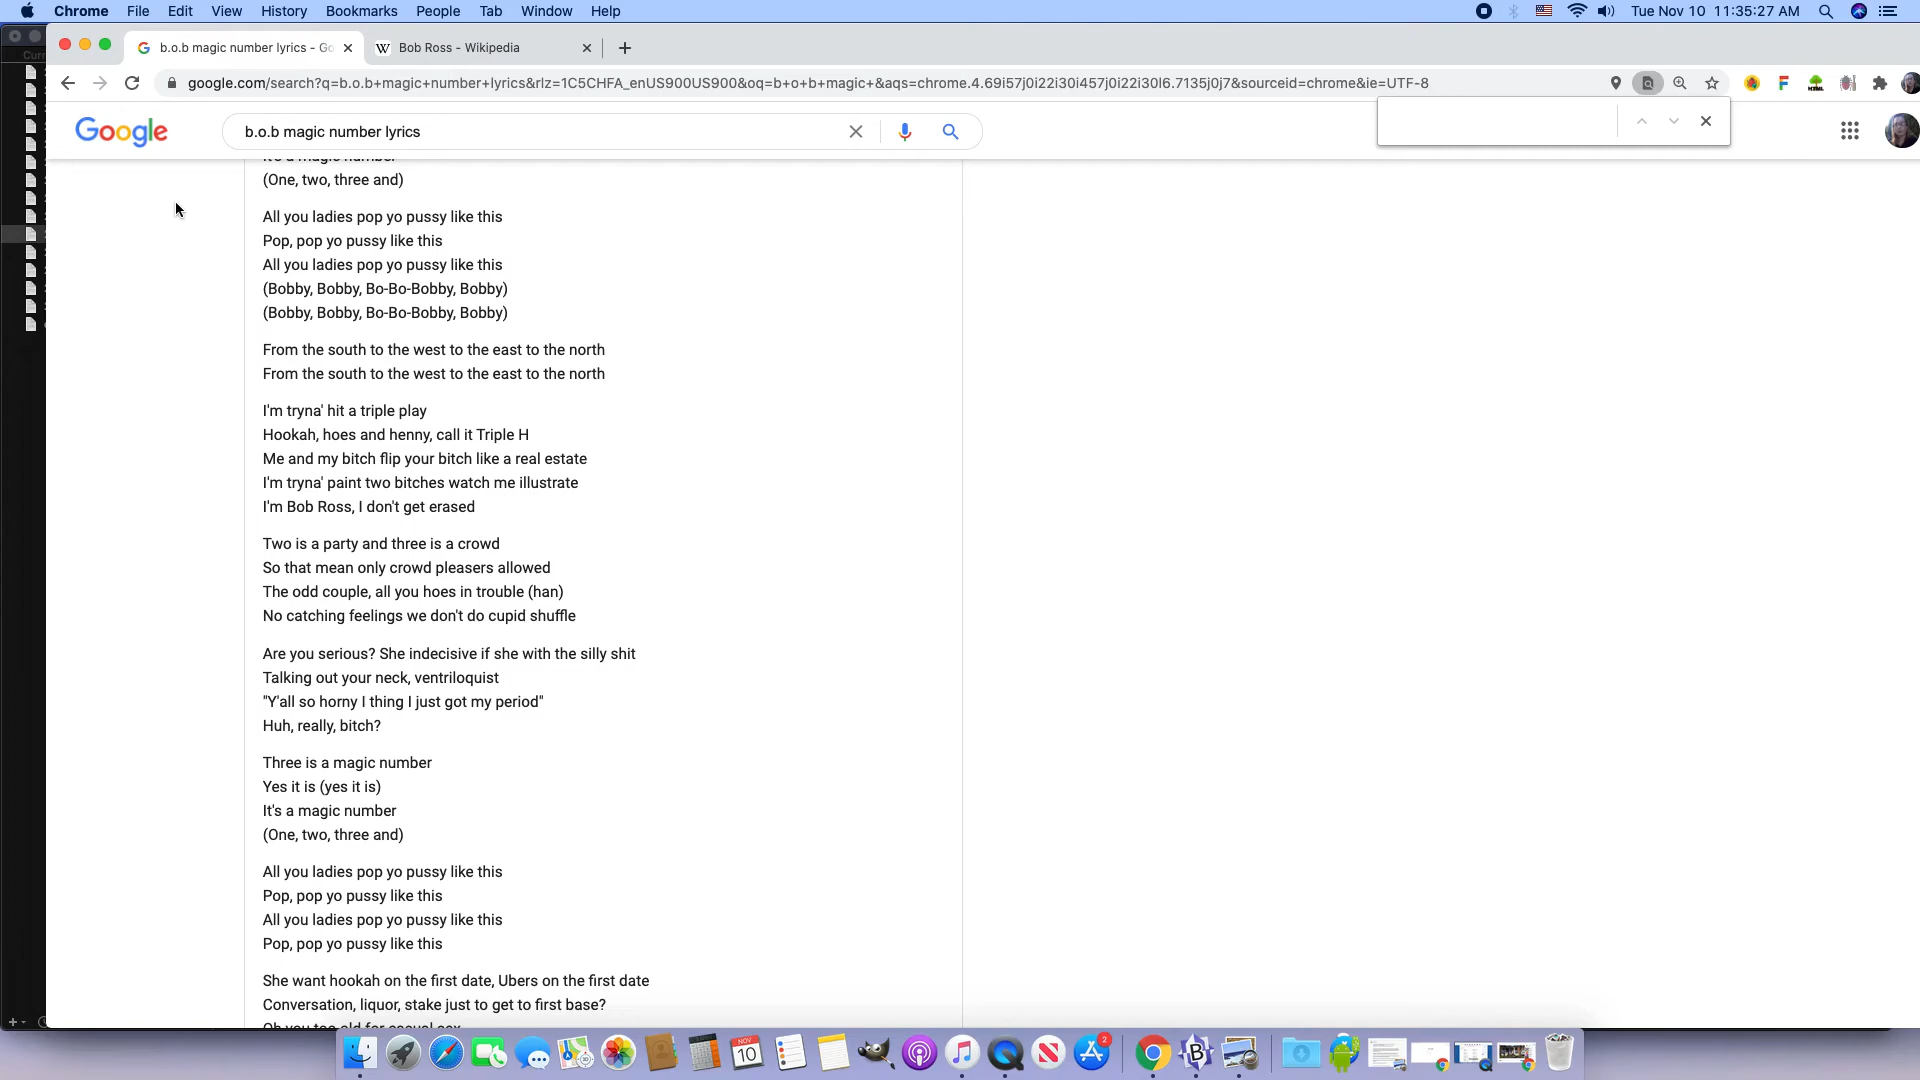 Chrome File Edit View History Bookmarks People Tab Window Help Tue Nov 10 11:35:27 AM
b.o.b magic number lyrics - Go Bob Ross - Wikipedia
google.com/search?q=b.o.b+magic+number+lyrics&rlz=1C5CHFA_enUS900US900&oq=b+o+b+magic+&aqs=chrome.4.69i57j0i22i30i457j0i22i30l6.7135j0j7&sourceid=chrome&ie=UTF-8
Google b.o.b magic number lyrics
It's a magic number
(One, two, three and)
All you ladies pop yo pussy like this
Pop, pop yo pussy like this
All you ladies pop yo pussy like this
(Bobby, Bobby, Bo-Bo-Bobby, Bobby)
(Bobby, Bobby, Bo-Bo-Bobby, Bobby)
From the south to the west to the east to the north
From the south to the west to the east to the north
I'm tryna' hit a triple play
Hookah, hoes and henny, call it Triple H
Me and my bitch flip your bitch like a real estate
I'm tryna' paint two bitches watch me illustrate
I'm Bob Ross, I don't get erased
Two is a party and three is a crowd
So that mean only crowd pleasers allowed
The odd couple, all you hoes in trouble (han)
No catching feelings we don't do cupid shuffle
Are you serious? She indecisive if she with the silly shit
Talking out your neck, ventriloquist
"Y'all so horny I thing I just got my period"
Huh, really, bitch?
Three is a magic number
Yes it is (yes it is)
It's a magic number
(One, two, three and)
All you ladies pop yo pussy like this
Pop, pop yo pussy like this
All you ladies pop yo pussy like this
Pop, pop yo pussy like this
She want hookah on the first date, Ubers on the first date
Conversation, liquor, stake just to get to first base?
NOV
10
2